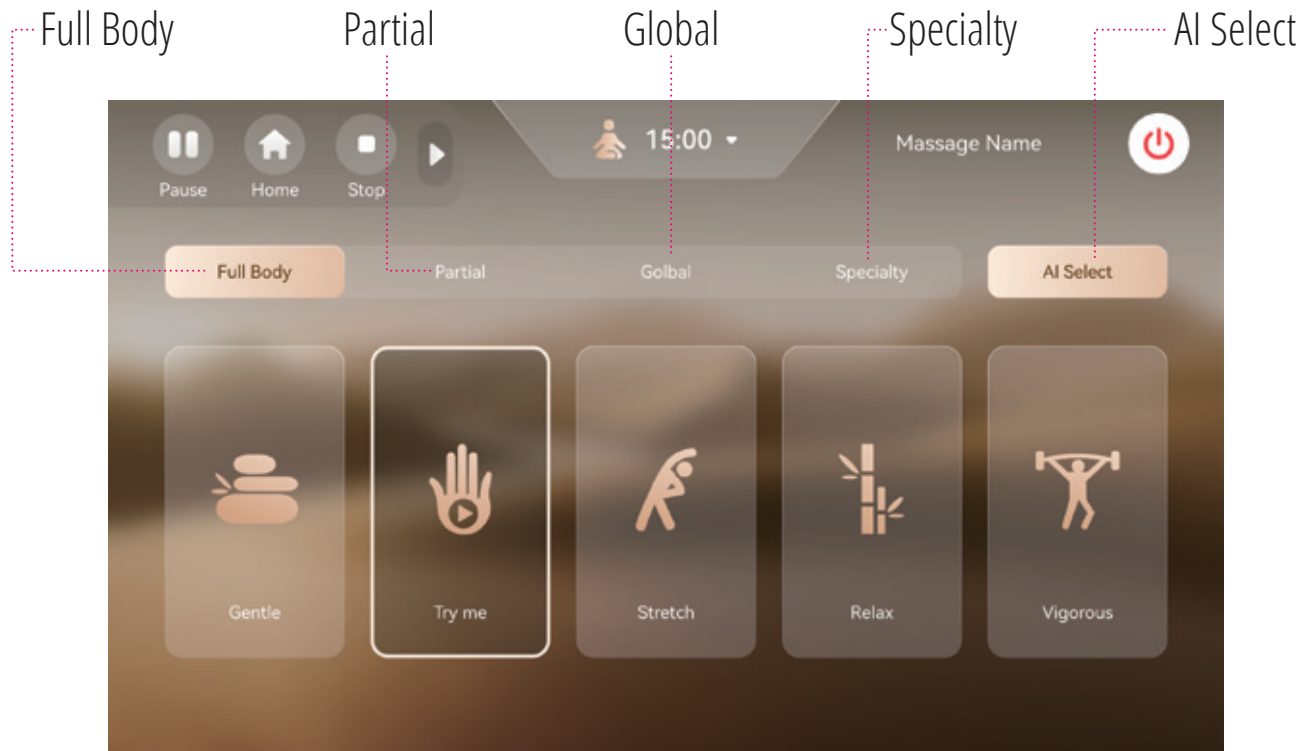 Full Body Partial Global Specialty AI Select
15:00 Massage Name
Pause Home Stop
Full Body Partial Golbal Specialty AI Select
Gentle Try me Stretch Relax Vigorous